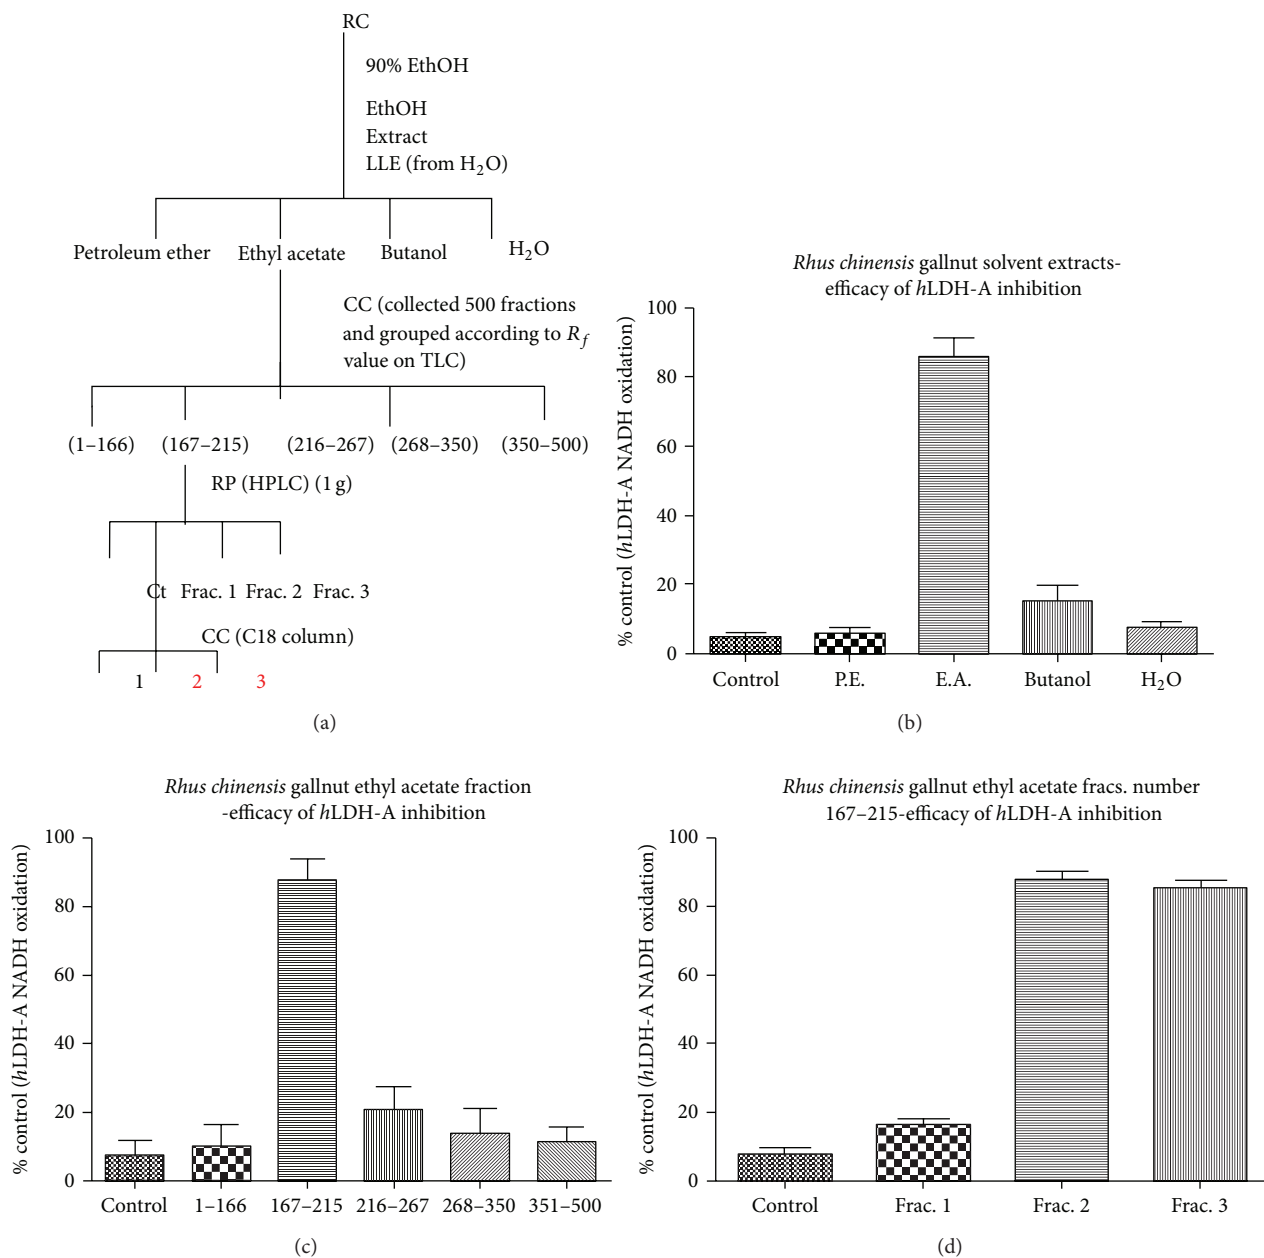 RC
90% EthOH
EthOH
Extract
LLE (from H₂O)
Petroleum ether
Ethyl acetate
Butanol
H₂O
CC (collected 500 fractions
and grouped according to R_f
value on TLC)
(1–166)
(167–215)
(216–267)
(268–350)
(350–500)
RP (HPLC) (1 g)
Ct Frac. 1 Frac. 2 Frac. 3
CC (C18 column)
1 2 3
(a)
Rhus chinensis gallnut solvent extracts-
efficacy of hLDH-A inhibition
% control (hLDH-A NADH oxidation)
100
80
60
40
20
0
Control P.E. E.A. Butanol H₂O
(b)
Rhus chinensis gallnut ethyl acetate fraction
-efficacy of hLDH-A inhibition
% control (hLDH-A NADH oxidation)
100
80
60
40
20
0
Control 1–166 167–215 216–267 268–350 351–500
(c)
Rhus chinensis gallnut ethyl acetate fracs. number
167–215-efficacy of hLDH-A inhibition
% control (hLDH-A NADH oxidation)
100
80
60
40
20
0
Control Frac. 1 Frac. 2 Frac. 3
(d)